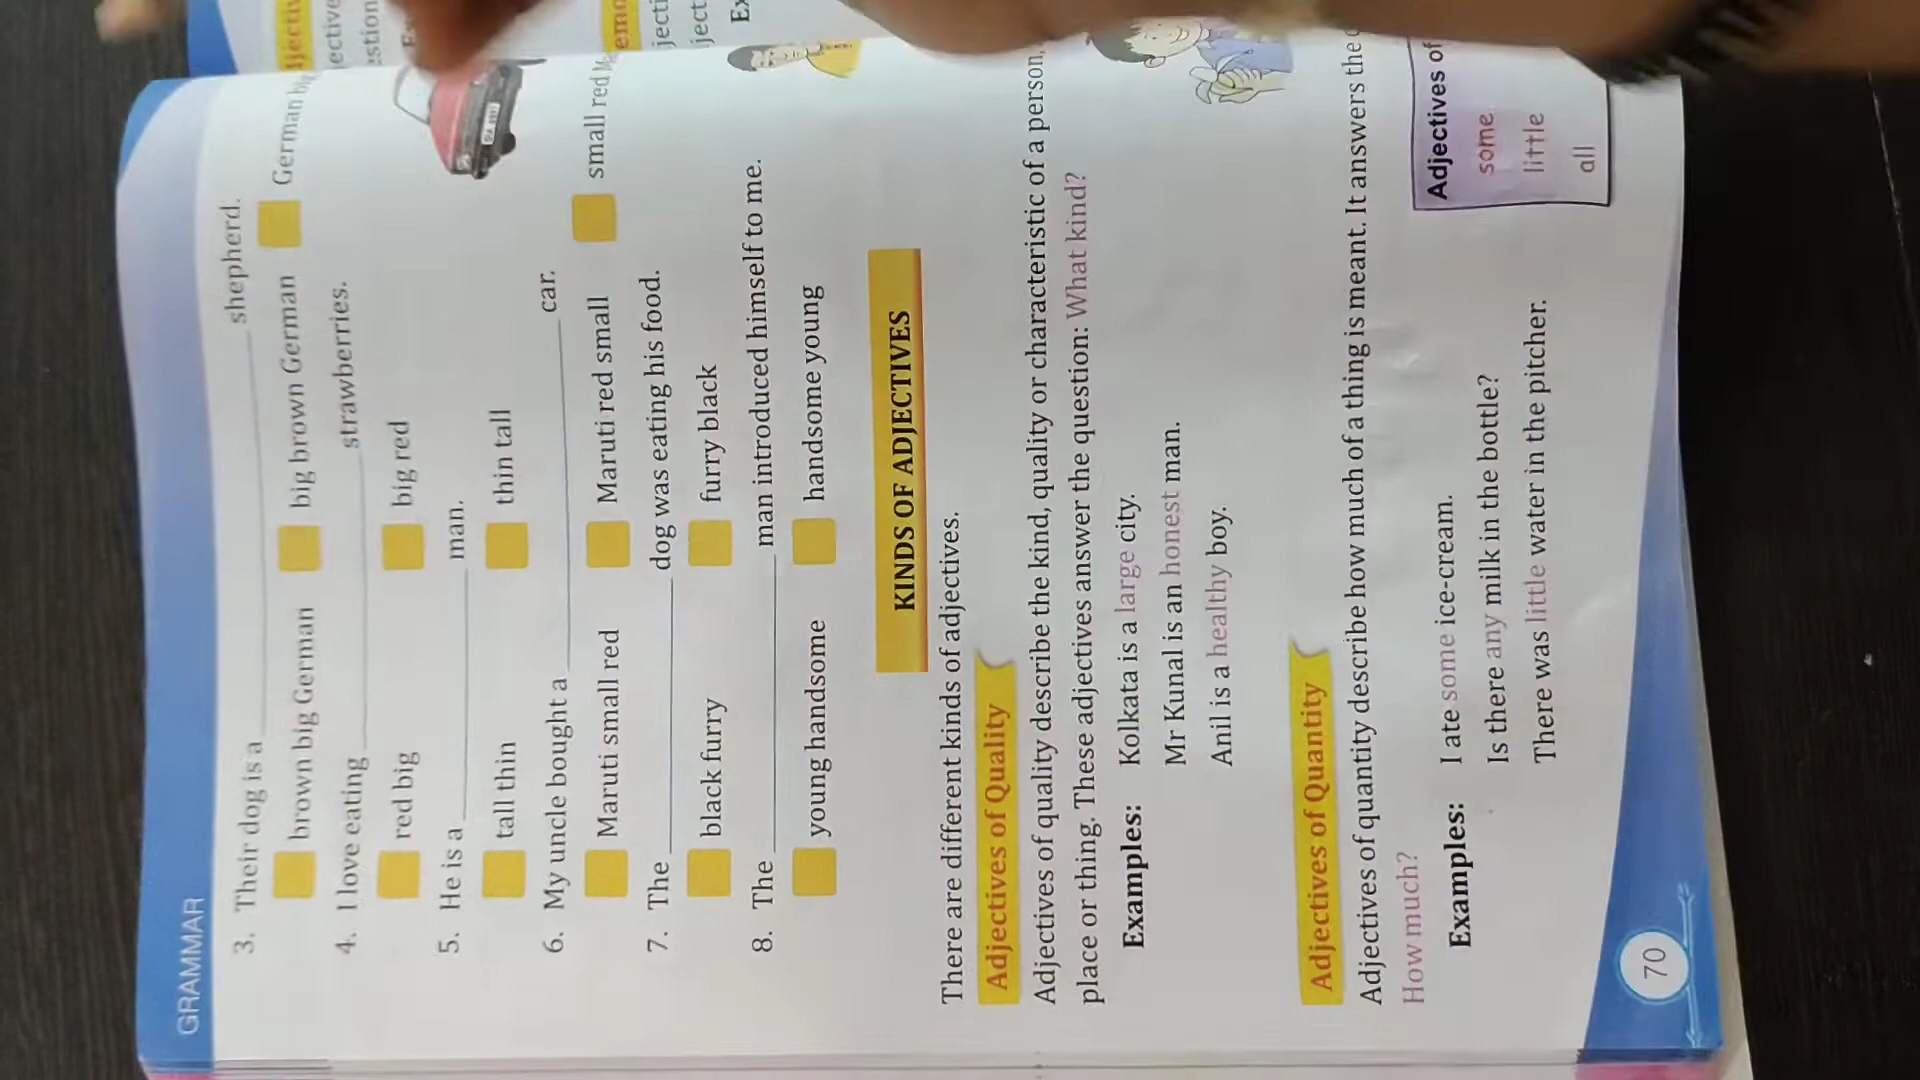 GRAMMAR
3. Their dog is a ____ shepherd.
brown big German big brown German German big
4. I love eating ____ strawberries.
red big big red
5. He is a ____ man.
tall thin thin tall
6. My uncle bought a ____ car.
Maruti small red Maruti red small small red
7. The ____ dog was eating his food.
black furry furry black
8. The ____ man introduced himself to me.
young handsome handsome young
KINDS OF ADJECTIVES
There are different kinds of adjectives.
Adjectives of Quality
Adjectives of quality describe the kind, quality or characteristic of a person,
place or thing. These adjectives answer the question: What kind?
Examples: Kolkata is a large city.
Mr Kunal is an honest man.
Anil is a healthy boy.
Adjectives of Quantity
Adjectives of quantity describe how much of a thing is meant. It answers the
How much?
Examples: I ate some ice-cream.
Is there any milk in the bottle?
There was little water in the pitcher.
Adjectives of
some
little
all
70